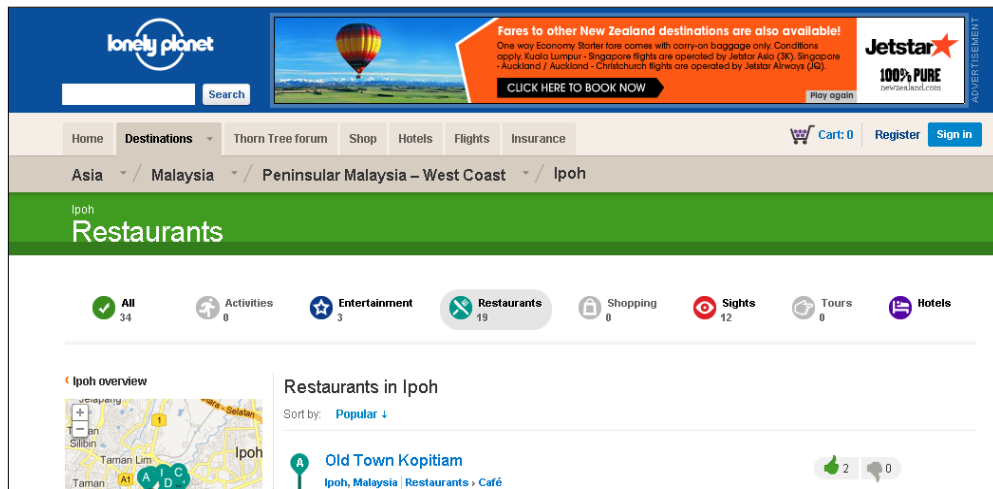 lonely planet
Search
Fares to other New Zealand destinations are also available!
One way Economy Starter fare comes with carry-on baggage only. Conditions
apply. Kuala Lumpur - Singapore flights are operated by Jetstar Asia (3K). Singapore
- Auckland / Auckland - Christchurch flights are operated by Jetstar Airways (JQ).
CLICK HERE TO BOOK NOW
Play again
Jetstar
100% PURE
newzealand.com
ADVERTISEMENT
Home Destinations Thorn Tree forum Shop Hotels Flights Insurance
Cart: 0 Register Sign in
Asia / Malaysia / Peninsular Malaysia – West Coast / Ipoh
Ipoh
Restaurants
All Activities Entertainment Restaurants Shopping Sights Tours Hotels
34 0 3 19 0 12 0
‹ Ipoh overview
Restaurants in Ipoh
Sort by: Popular ↓
Jelapang
Selatan
+
1
−
Silibin
Ipoh
Taman Lim
Taman
A1
A I C
D
A
Old Town Kopitiam
2 0
Ipoh, Malaysia | Restaurants › Café